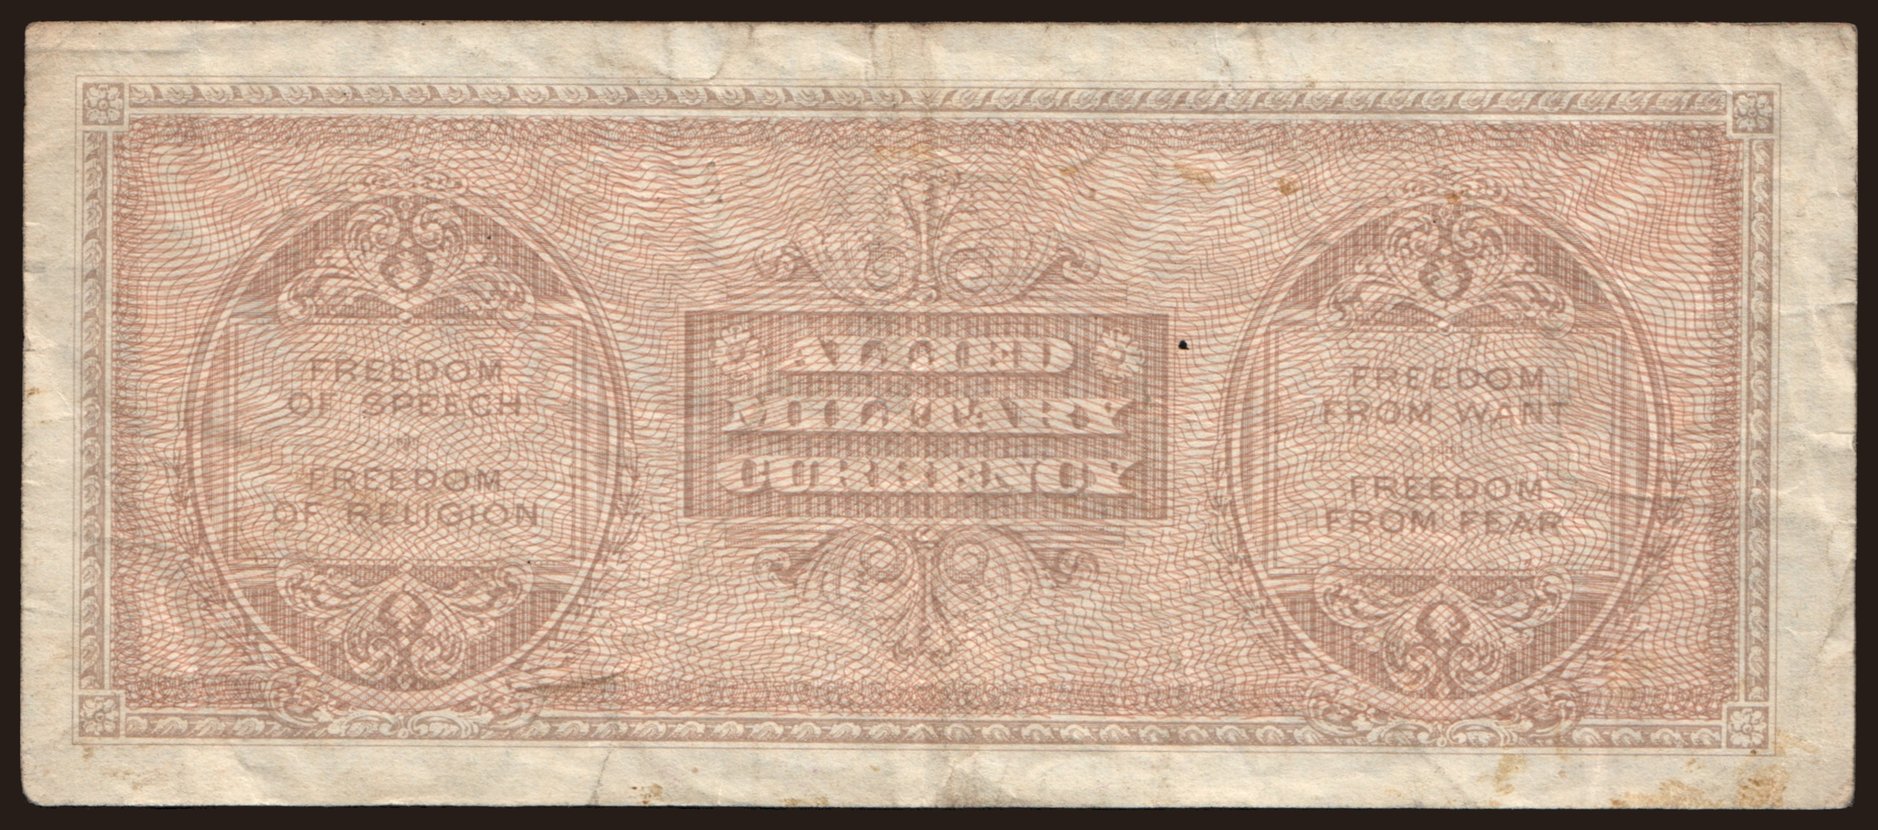 FREEDOM
OF SPEECH
FREEDOM
OF RELIGION
ALLIED
MILITARY
CURRENCY
FREEDOM
FROM WANT
FREEDOM
FROM FEAR